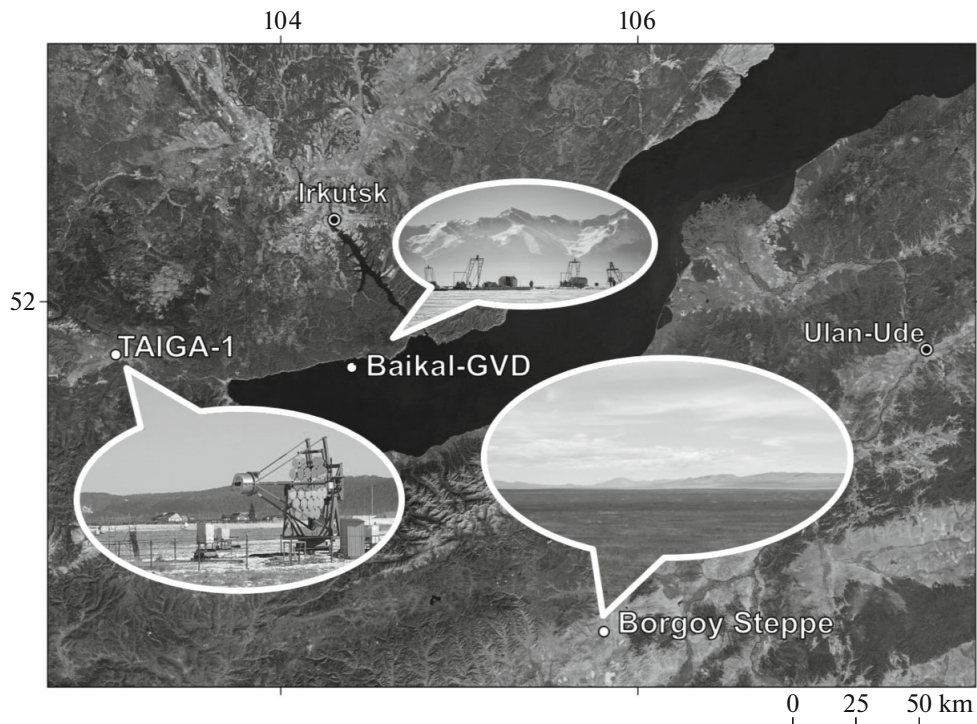 104 106
Irkutsk
52
TAIGA-1
Ulan-Ude
Baikal-GVD
Borgoy Steppe
0 25 50 km